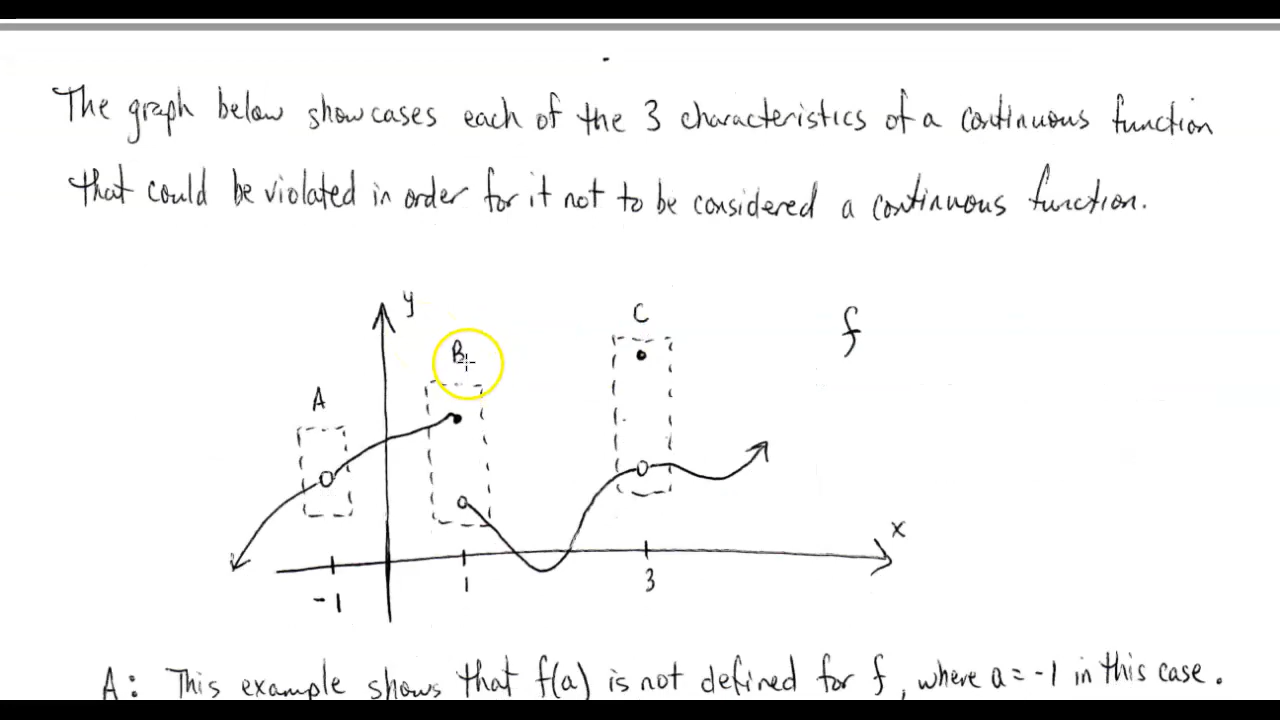 The graph below showcases each of the 3 characteristics of a continuous function
that could be violated in order for it not to be considered a continuous function.
y
C
f
B
A
x
-1
1
3
A: This example shows that f(a) is not defined for f, where a = -1 in this case.